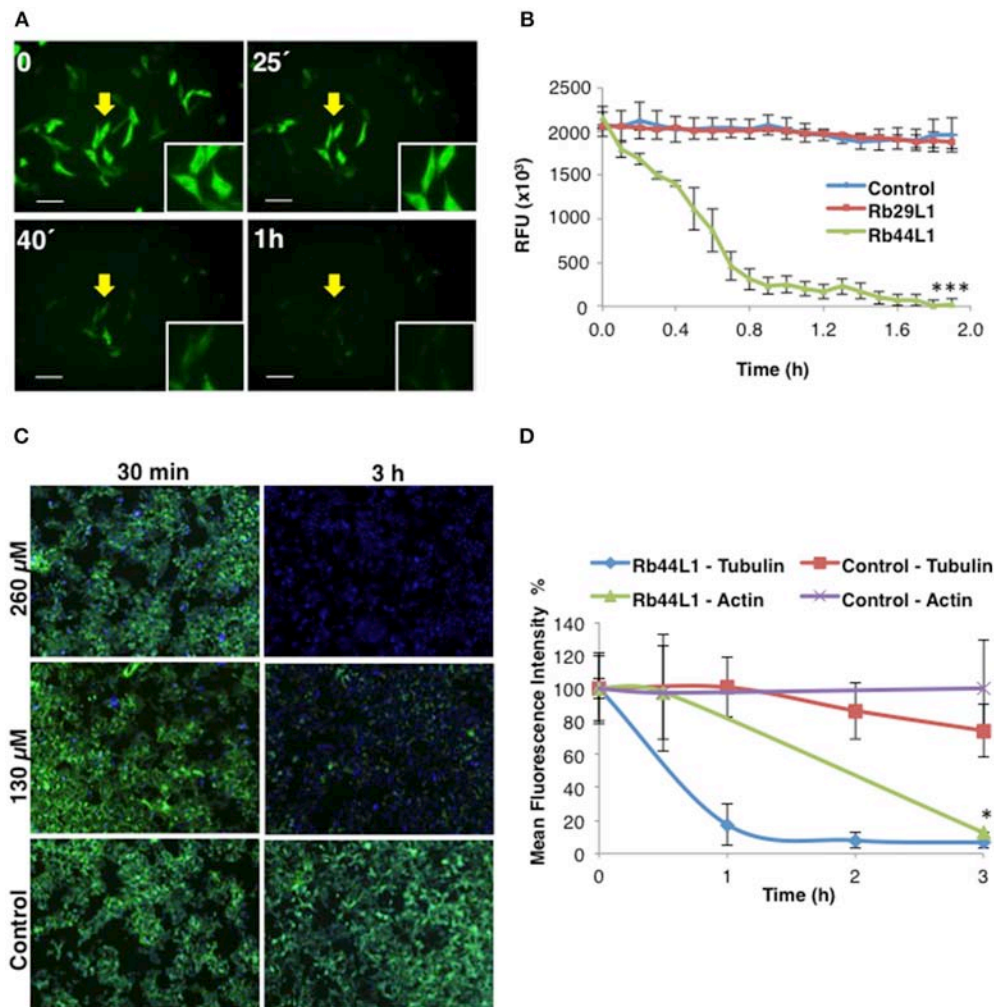 A
0
25´
40´
1h
B
RFU (x10³)
2500
2000
1500
1000
500
0
Control
Rb29L1
Rb44L1
***
0.0 0.4 0.8 1.2 1.6 2.0
Time (h)
C
30 min 3 h
260 µM
130 µM
Control
D
Rb44L1 - Tubulin Control - Tubulin
Rb44L1 - Actin Control - Actin
Mean Fluorescence Intensity %
140
120
100
80
60
40
20
0
*
0 1 2 3
Time (h)